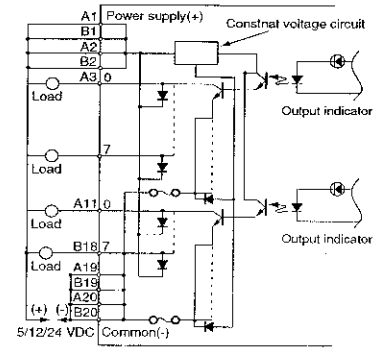 A1 Power supply(+)
B1 Constnat voltage circuit
A2
B2
A3 0
Load
Output indicator
7
Load
A11 0
Load
B18 7
Output indicator
Load
A19
B19
A20
(+) (-) B20
5/12/24 VDC Common(-)